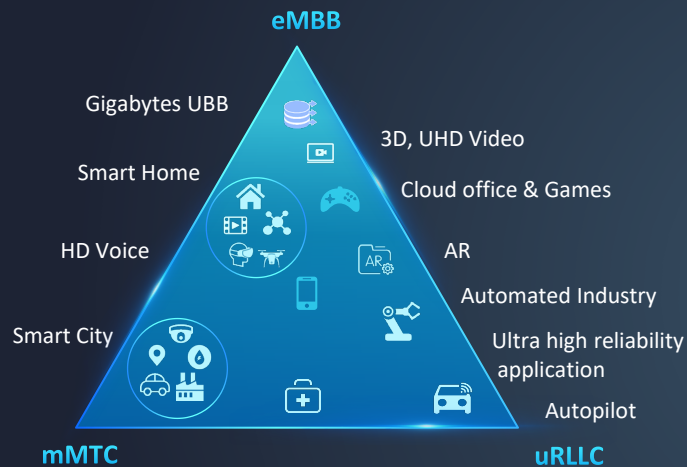 eMBB
Gigabytes UBB
3D, UHD Video
Smart Home
Cloud office & Games
HD Voice
AR
AR
Automated Industry
Smart City
Ultra high reliability
application
Autopilot
mMTC
uRLLC